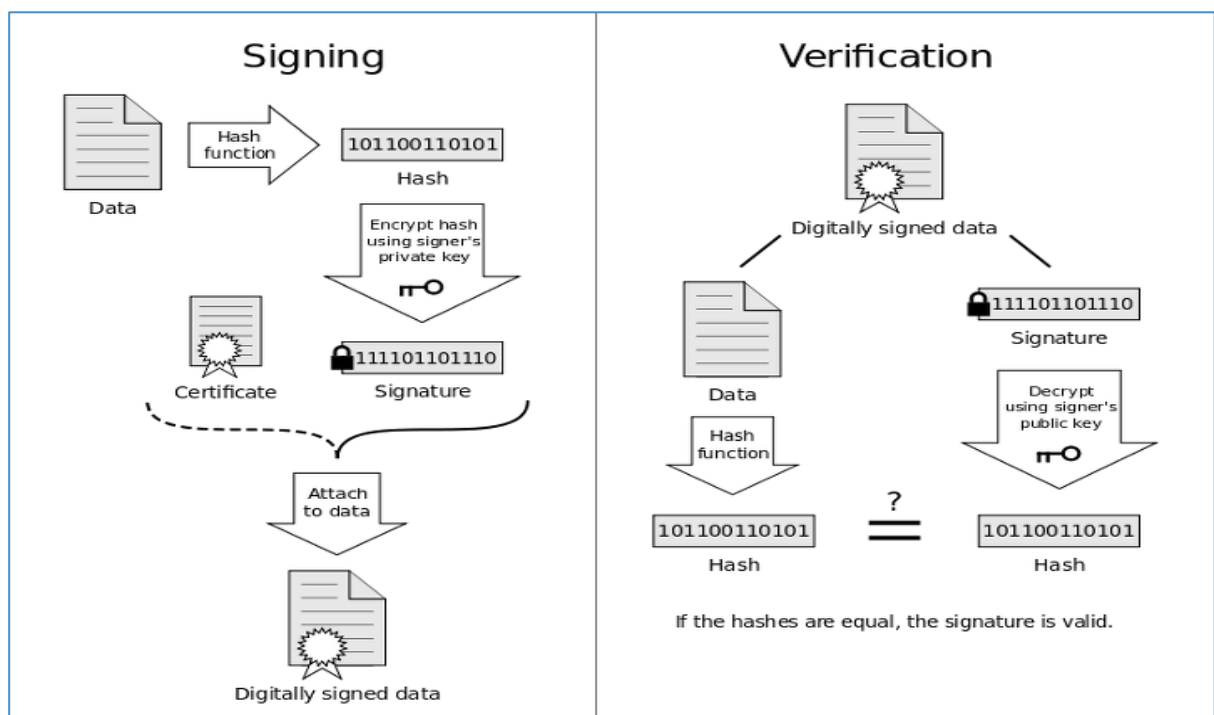 Signing
Hash
function
101100110101
Data
Hash
Encrypt hash
using signer's
private key
111101101110
Certificate
Signature
Attach
to data
Digitally signed data
Verification
Digitally signed data
111101101110
Signature
Data
Decrypt
using signer's
public key
Hash
function
?
101100110101
101100110101
Hash
Hash
If the hashes are equal, the signature is valid.